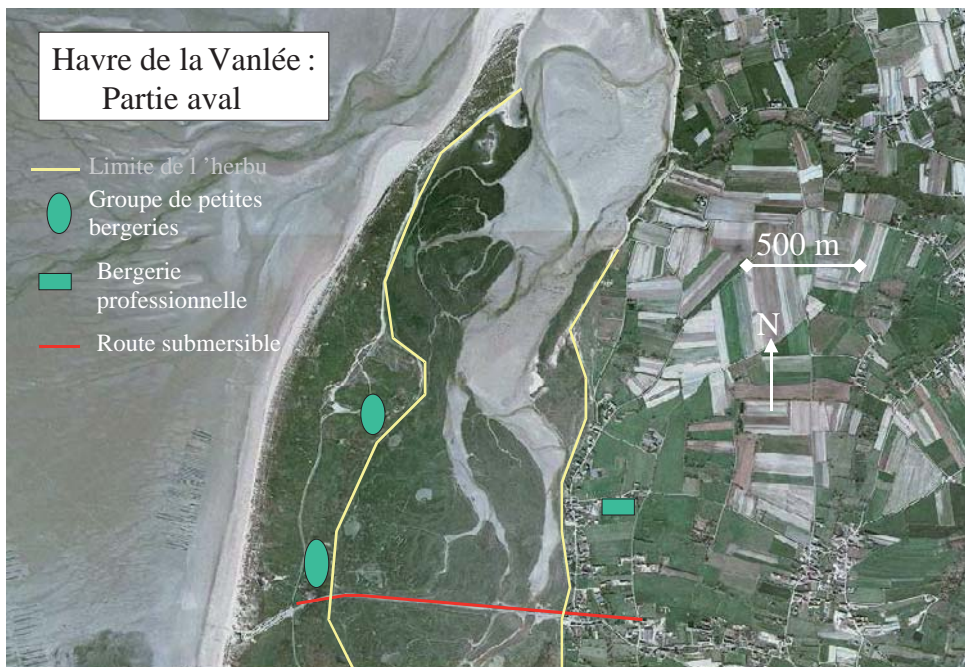 Havre de la Vanlée :
Partie aval
Limite de l ’herbu
Groupe de petites
bergeries
Bergerie
professionnelle
Route submersible
500 m
N